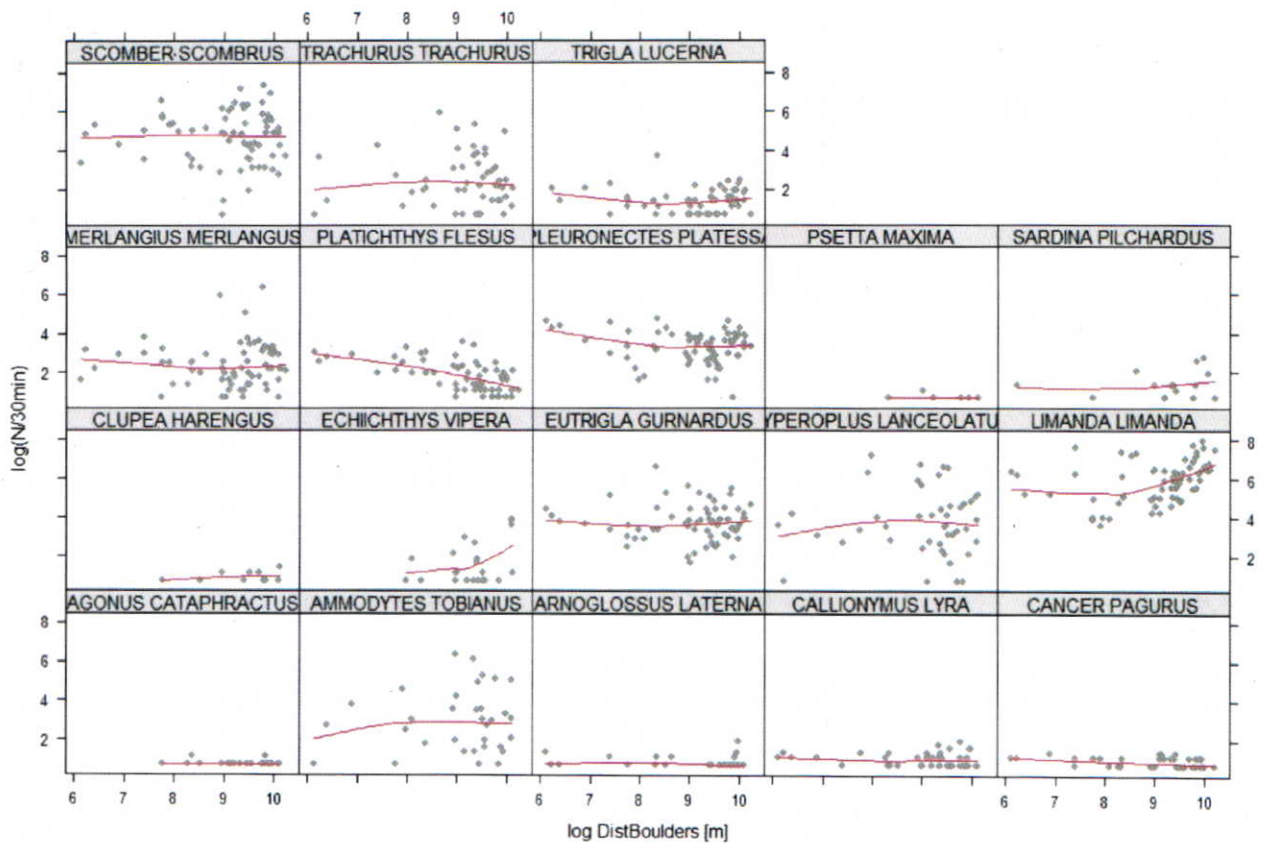 6 7 8 9 10
SCOMBER SCOMBRUS TRACHURUS TRACHURUS TRIGLA LUCERNA
8
6
4
2
MERLANGIUS MERLANGUS PLATICHTHYS FLESUS PLEURONECTES PLATESSA PSETTA MAXIMA SARDINA PILCHARDUS
8
6
4
2
CLUPEA HARENGUS ECHIICHTHYS VIPERA EUTRIGLA GURNARDUS YPEROPLUS LANCEOLATU LIMANDA LIMANDA
8
6
4
2
AGONUS CATAPHRACTUS AMMODYTES TOBIANUS ARNOGLOSSUS LATERNA CALLIONYMUS LYRA CANCER PAGURUS
8
6
4
2
log(N/30min)
6 7 8 9 10 6 7 8 9 10 6 7 8 9 10
log DistBoulders [m]